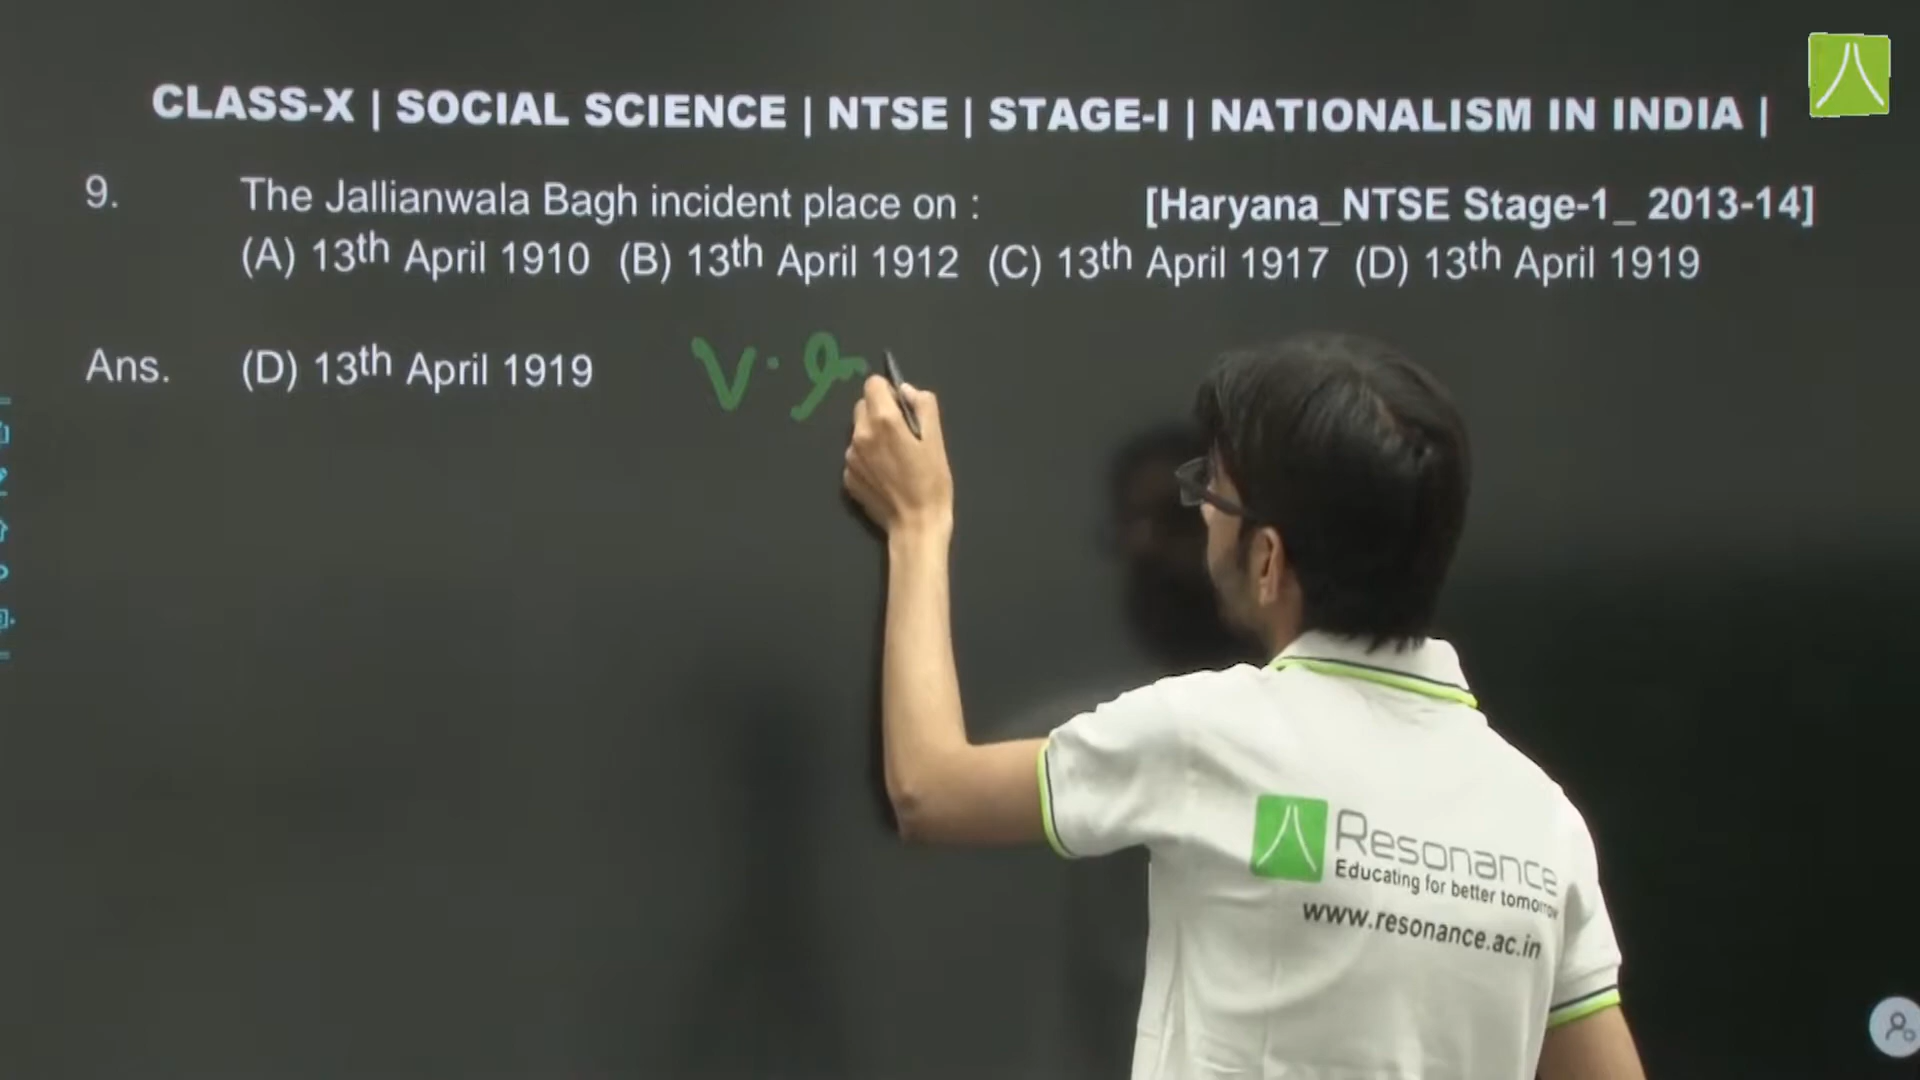 CLASS-X | SOCIAL SCIENCE | NTSE | STAGE-I | NATIONALISM IN INDIA |
9. The Jallianwala Bagh incident place on : [Haryana_NTSE Stage-1_ 2013-14]
(A) 13th April 1910 (B) 13th April 1912 (C) 13th April 1917 (D) 13th April 1919
Ans. (D) 13th April 1919 V. Im
Resonance
Educating for better tomorrow
www.resonance.ac.in